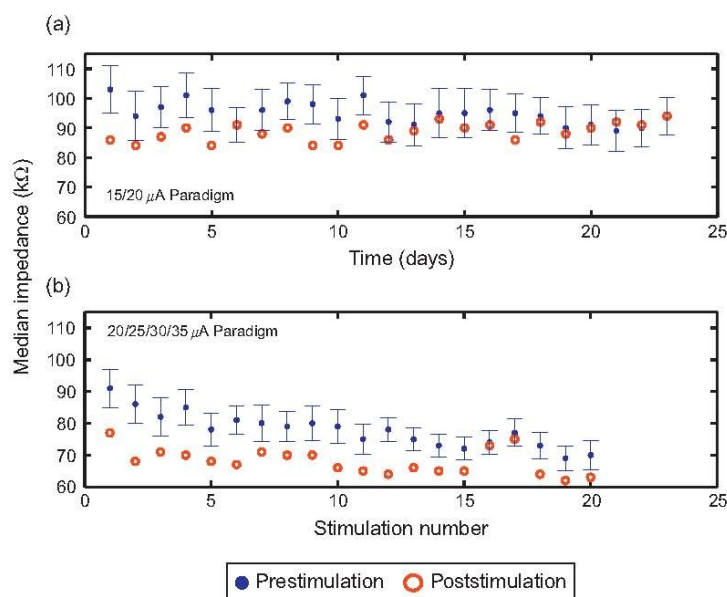 (a)
110
100
90
80
70
60
15/20 μA Paradigm
0
5
10
15
20
25
Time (days)
Median impedance (kΩ)
(b)
110
100
90
80
70
60
20/25/30/35 μA Paradigm
0
5
10
15
20
25
Stimulation number
Prestimulation
Poststimulation